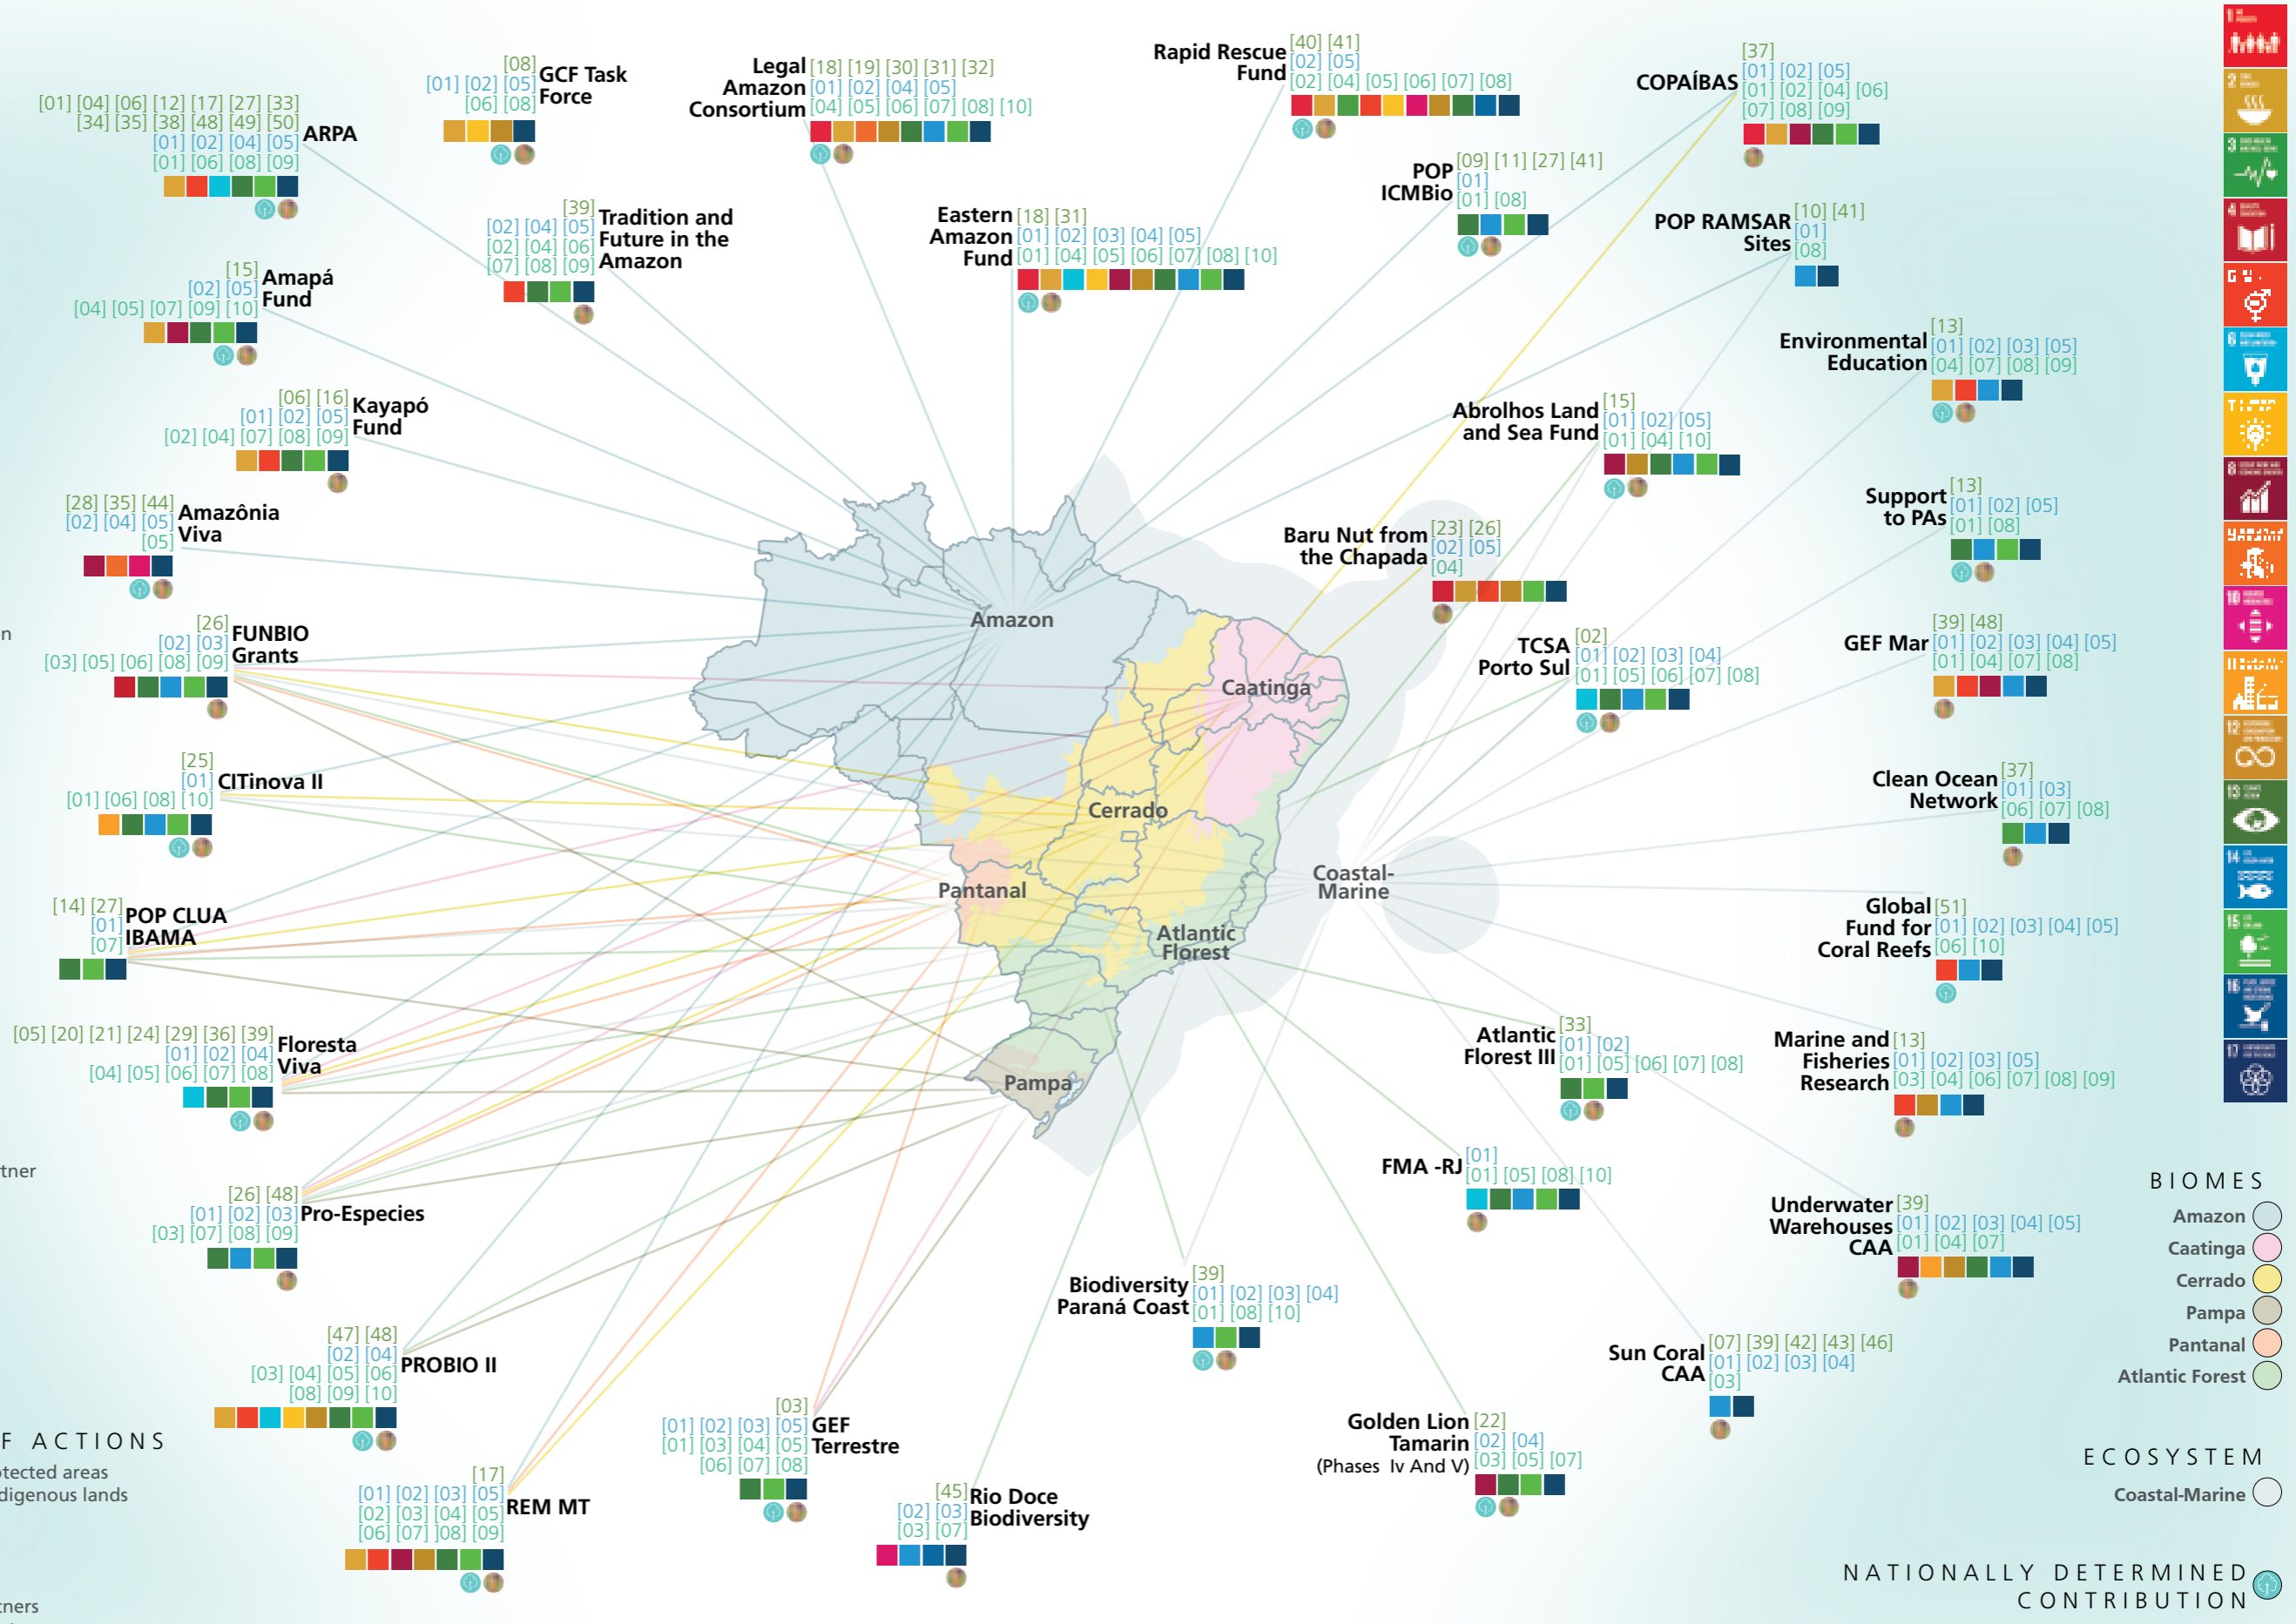 [01] [04] [06] [12] [17] [27] [33]
[34] [35] [38] [48] [49] [50]
[01] [02] [04] [05]
[01] [06] [08] [09]
ARPA
[08]
[01] [02] [05]
[06] [08]
GCF Task
Force
Legal
Amazon
Consortium
[18] [19] [30] [31] [32]
[01] [02] [04] [05]
[04] [05] [06] [07] [08] [10]
Rapid Rescue
Fund
[40] [41]
[02] [05]
[02] [04] [05] [06] [07] [08]
COPAÍBAS
[37]
[01] [02] [05]
[01] [02] [04] [06]
[07] [08] [09]
POP
ICMBio
[09] [11] [27] [41]
[01]
[01] [08]
[39]
[02] [04] [05]
[02] [04] [06]
[07] [08] [09]
Tradition and
Future in the
Amazon
Eastern
Amazon
Fund
[18] [31]
[01] [02] [03] [04] [05]
[01] [04] [05] [06] [07] [08] [10]
POP RAMSAR
Sites
[10] [41]
[01]
[08]
[15]
[02] [05]
[04] [05] [07] [09] [10]
Amapá
Fund
Environmental
Education
[13]
[01] [02] [03] [05]
[04] [07] [08] [09]
[06] [16]
[01] [02] [05]
[02] [04] [07] [08] [09]
Kayapó
Fund
Abrolhos Land
and Sea Fund
[15]
[01] [02] [05]
[01] [04] [10]
[28] [35] [44]
[02] [04] [05]
[05]
Amazônia
Viva
Support
to PAs
[13]
[01] [02] [05]
[01] [08]
Baru Nut from
the Chapada
[23] [26]
[02] [05]
[04]
n
[26]
[02] [03]
[03] [05] [06] [08] [09]
FUNBIO
Grants
TCSA
Porto Sul
[02]
[01] [02] [03] [04]
[01] [05] [06] [07] [08]
GEF Mar
[39] [48]
[01] [02] [03] [04] [05]
[01] [04] [07] [08]
Amazon
Caatinga
Cerrado
Pantanal
Coastal-
Marine
Atlantic
Florest
Pampa
[25]
[01]
[01] [06] [08] [10]
CITinova II
Clean Ocean
Network
[37]
[01] [03]
[06] [07] [08]
[14] [27]
[01]
[07]
POP CLUA
IBAMA
Global
Fund for
Coral Reefs
[51]
[01] [02] [03] [04] [05]
[06] [10]
[05] [20] [21] [24] [29] [36] [39]
[01] [02] [04]
[04] [05] [06] [07] [08]
Floresta
Viva
Atlantic
Florest III
[33]
[01] [02]
[01] [05] [06] [07] [08]
Marine and
Fisheries
Research
[13]
[01] [02] [03] [05]
[03] [04] [06] [07] [08] [09]
tner
[26] [48]
[01] [02] [03]
[03] [07] [08] [09]
Pro-Especies
FMA -RJ
[01]
[01] [05] [08] [10]
Underwater
Warehouses
CAA
[39]
[01] [02] [03] [04] [05]
[01] [04] [07]
Biodiversity
Paraná Coast
[39]
[01] [02] [03] [04]
[01] [08] [10]
[47] [48]
[02] [04]
[03] [04] [05] [06]
[08] [09] [10]
PROBIO II
Sun Coral
CAA
[07] [39] [42] [43] [46]
[01] [02] [03] [04]
[03]
[03]
[01] [02] [03] [05]
[01] [03] [04] [05]
[06] [07] [08]
GEF
Terrestre
Golden Lion
Tamarin
(Phases Iv And V)
[22]
[02] [04]
[03] [05] [07]
[17]
[01] [02] [03] [05]
[02] [03] [04] [05]
[06] [07] ]08] [09]
REM MT
[45]
[02] [03]
[03] [07]
Rio Doce
Biodiversity
F ACTIONS
otected areas
digenous lands
tners
1
2
3
4
6
8
10
11
12
13
14
15
16
17
BIOMES
Amazon
Caatinga
Cerrado
Pampa
Pantanal
Atlantic Forest
ECOSYSTEM
Coastal-Marine
NATIONALLY DETERMINED
CONTRIBUTION